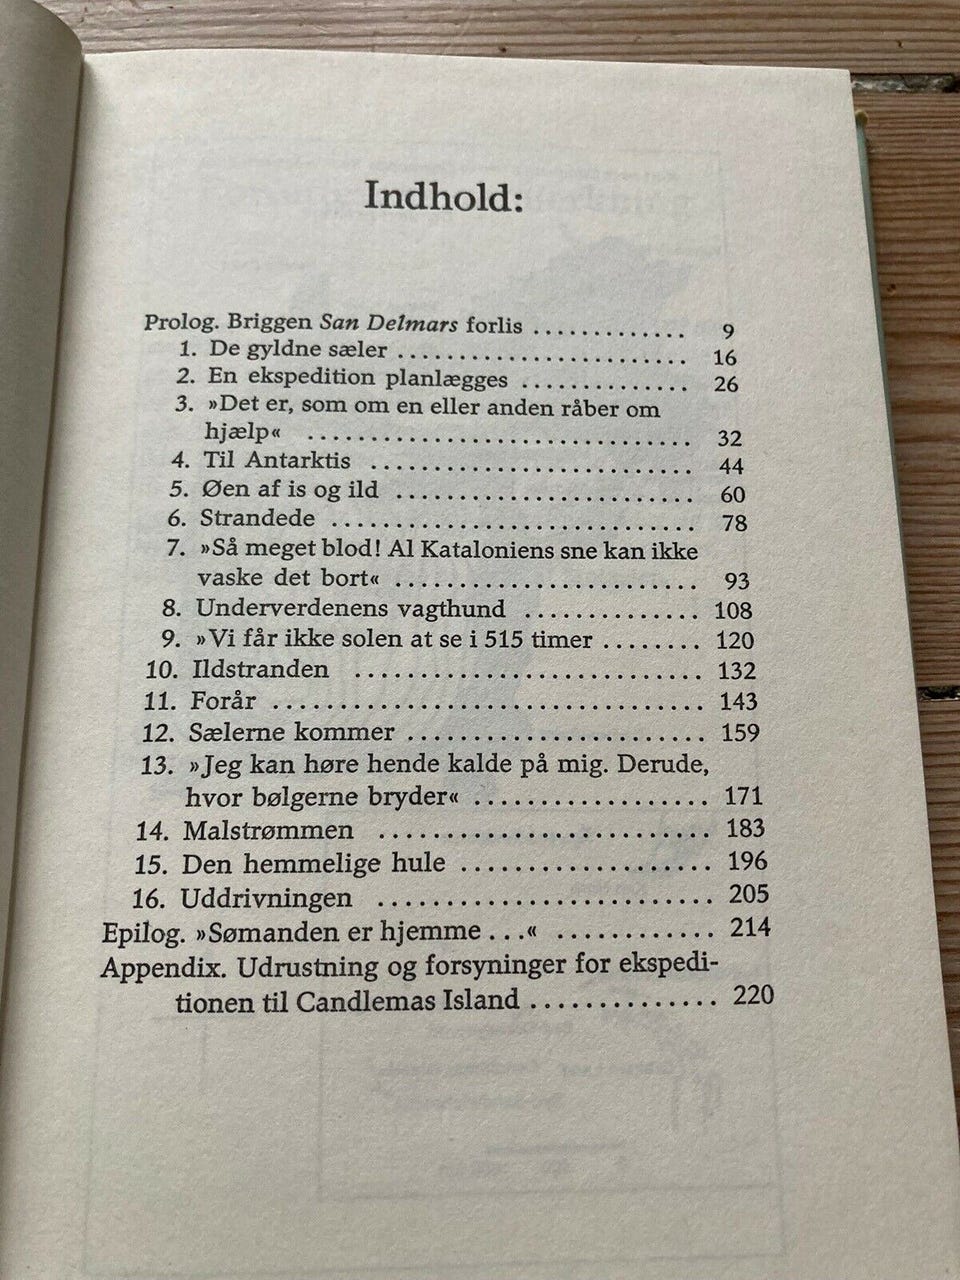 Indhold:
Prolog. Briggen San Delmars forlis ............. 9
1. De gyldne sæler ......................... 16
2. En ekspedition planlægges ............... 26
3. »Det er, som om en eller anden råber om
hjælp« ................................. 32
4. Til Antarktis ............................ 44
5. Øen af is og ild .......................... 60
6. Strandede ............................... 78
7. »Så meget blod! Al Kataloniens sne kan ikke
vaske det bort« .......................... 93
8. Underverdenens vagthund ............... 108
9. »Vi får ikke solen at se i 515 timer ........ 120
10. Ildstranden .............................. 132
11. Forår ................................... 143
12. Sælerne kommer ......................... 159
13. »Jeg kan høre hende kalde på mig. Derude,
hvor bølgerne bryder« .................... 171
14. Malstrømmen ............................ 183
15. Den hemmelige hule ..................... 196
16. Uddrivningen ........................... 205
Epilog. »Sømanden er hjemme ...« ............. 214
Appendix. Udrustning og forsyninger for ekspedi-
tionen til Candlemas Island ............... 220